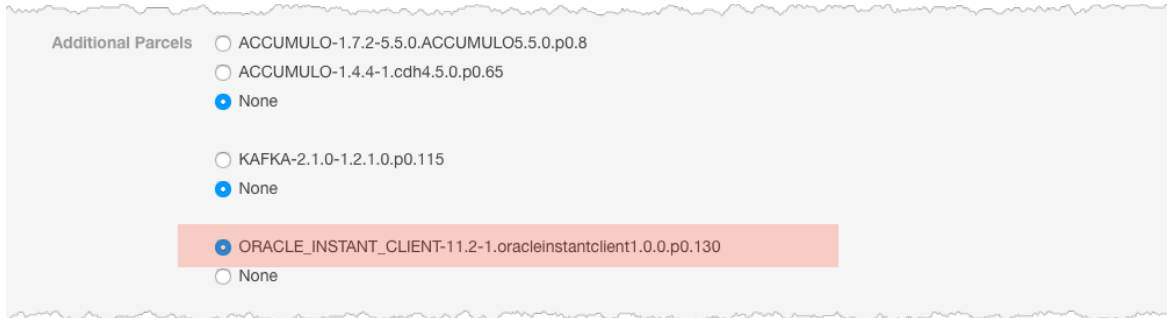 Additional Parcels ACCUMULO-1.7.2-5.5.0.ACCUMULO5.5.0.p0.8
ACCUMULO-1.4.4-1.cdh4.5.0.p0.65
None
KAFKA-2.1.0-1.2.1.0.p0.115
None
ORACLE_INSTANT_CLIENT-11.2-1.oracleinstantclient1.0.0.p0.130
None